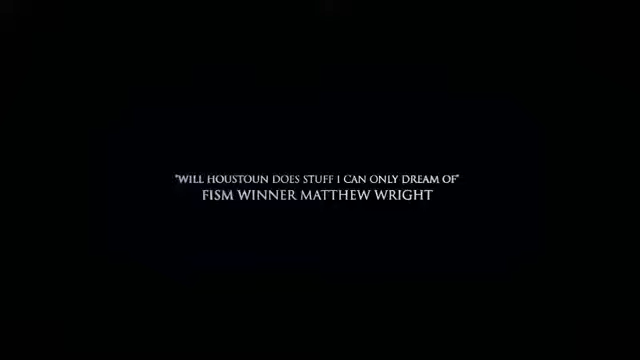 "WILL HOUSTOUN DOES STUFF I CAN ONLY DREAM OF"
FISM WINNER MATTHEW WRIGHT